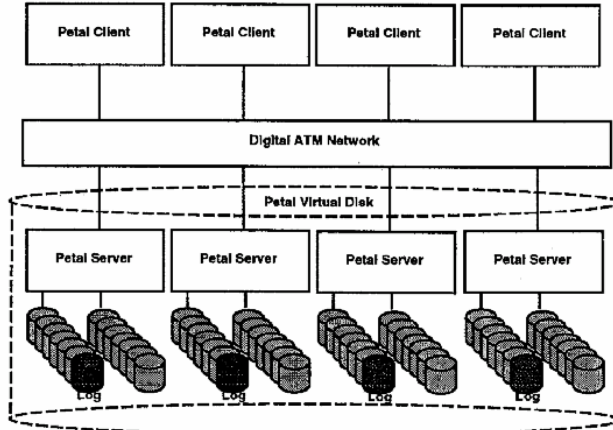 Petal Client
Petal Client
Petal Client
Petal Client
Digital ATM Network
Petal Virtual Disk
Petal Server
Petal Server
Petal Server
Petal Server
Log
Log
Log
Log